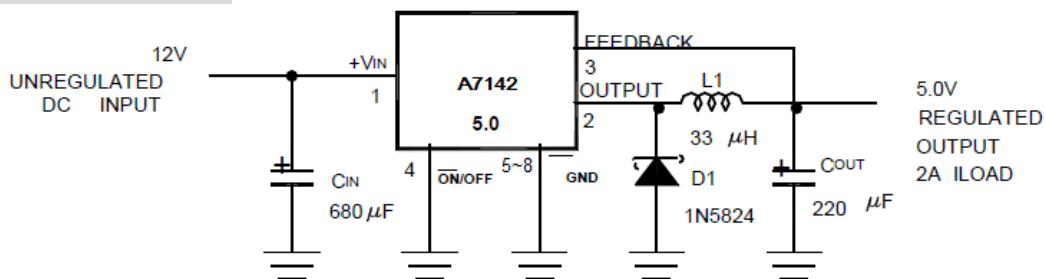 12V
UNREGULATED
DC INPUT
+VIN
1
A7142
5.0
FEEDBACK
3
OUTPUT
2
L1
33 μH
5.0V
REGULATED
OUTPUT
2A ILOAD
4
ON/OFF
5~8
GND
+
CIN
680 μF
D1
1N5824
+
COUT
220 μF